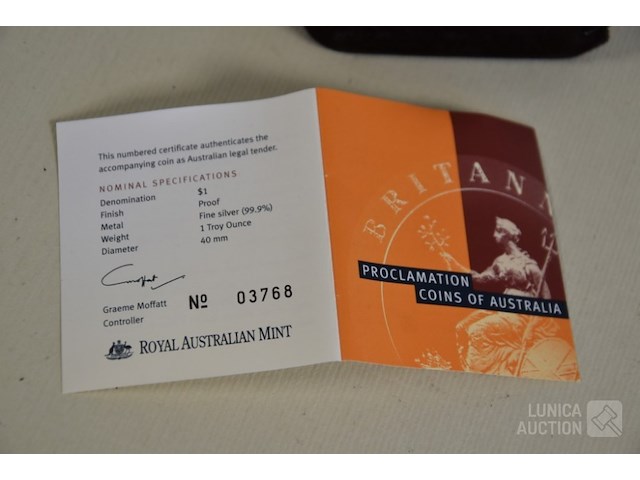 This numbered certificate authenticates the
accompanying coin as Australian legal tender.
NOMINAL SPECIFICATIONS
Denomination $1
Finish Proof
Metal Fine silver (99.9%)
Weight 1 Troy Ounce
Diameter 40 mm
Graeme Moffatt
Controller
No 03768
ROYAL AUSTRALIAN MINT
BRITANN
PROCLAMATION
COINS OF AUSTRALIA
LUNICA
AUCTION